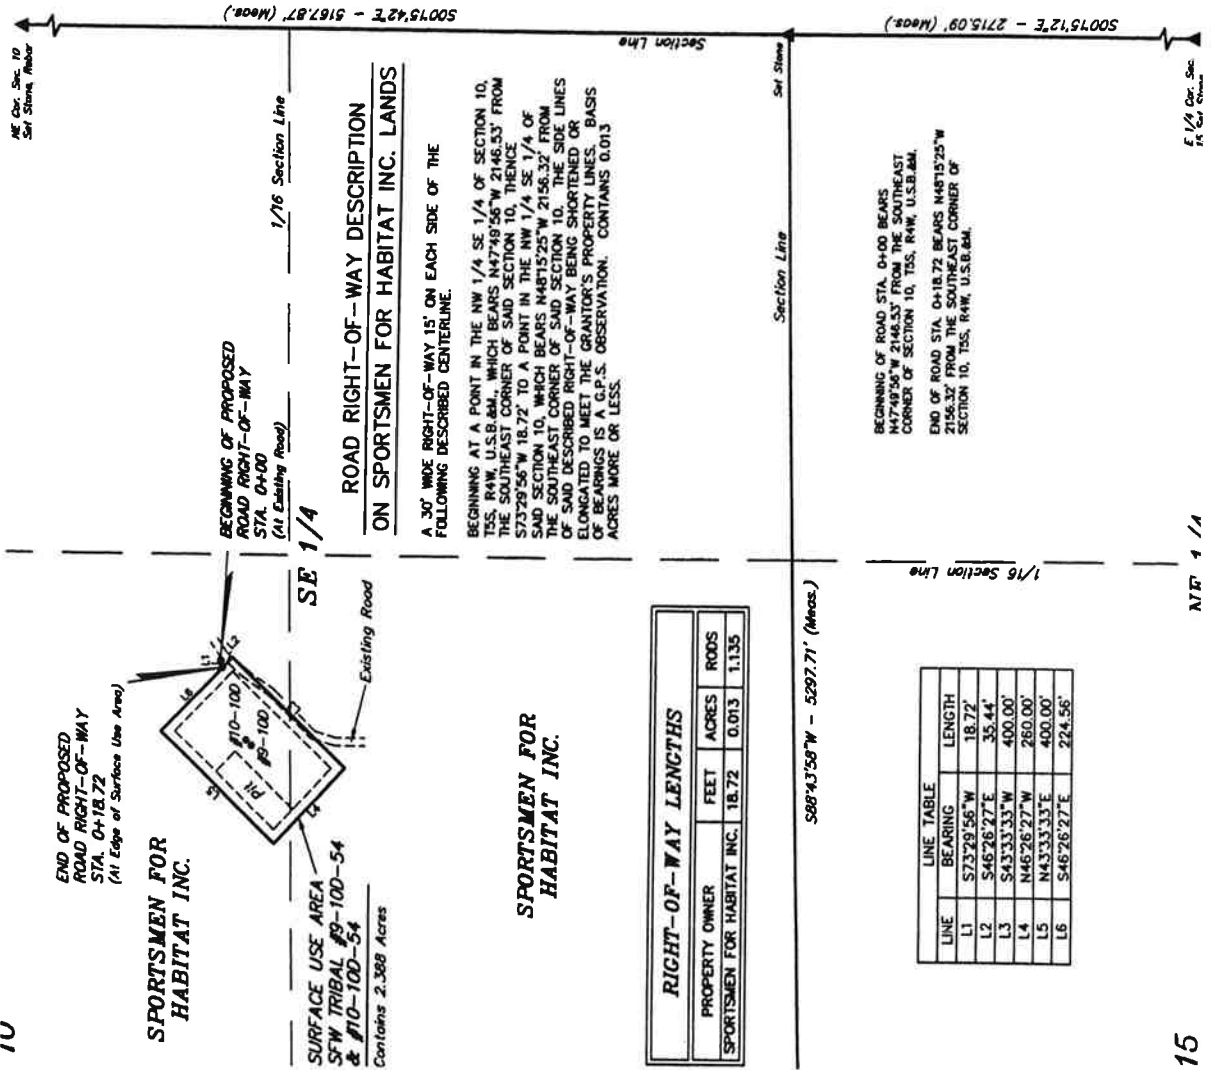 10
NE Cor. Sec. 10
Set Stone, Rebar
S00°15'42"E - 5167.87' (Meas.)
Section Line
Set Stone
S00°15'12"E - 2715.09' (Meas.)
E 1/4 Cor. Sec.
15 Set Stone
1/16 Section Line
END OF PROPOSED
ROAD RIGHT-OF-WAY
STA. 0+18.72
(At Edge of Surface Use Area)
BEGINNING OF PROPOSED
ROAD RIGHT-OF-WAY
STA. 0+00
(At Existing Road)
SPORTSMEN FOR
HABITAT INC.
L1
L2
L6
L5
L3
L4
#10-10D
#9-10D
Pit
SE 1/4
Existing Road
SURFACE USE AREA
SFW TRIBAL #9-10D-54
& #10-10D-54
Contains 2.388 Acres
ROAD RIGHT-OF-WAY DESCRIPTION
ON SPORTSMEN FOR HABITAT INC. LANDS
A 30' WIDE RIGHT-OF-WAY 15' ON EACH SIDE OF THE
FOLLOWING DESCRIBED CENTERLINE.
BEGINNING AT A POINT IN THE NW 1/4 SE 1/4 OF SECTION 10,
T5S, R4W, U.S.B.&M., WHICH BEARS N47°49'56"W 2146.53' FROM
THE SOUTHEAST CORNER OF SAID SECTION 10, THENCE
S73°29'56"W 18.72' TO A POINT IN THE NW 1/4 SE 1/4 OF
SAID SECTION 10, WHICH BEARS N48°15'25"W 2156.32' FROM
THE SOUTHEAST CORNER OF SAID SECTION 10. THE SIDE LINES
OF SAID DESCRIBED RIGHT-OF-WAY BEING SHORTENED OR
ELONGATED TO MEET THE GRANTOR'S PROPERTY LINES. BASIS
OF BEARINGS IS A G.P.S. OBSERVATION. CONTAINS 0.013
ACRES MORE OR LESS.
SPORTSMEN FOR
HABITAT INC.
RIGHT-OF-WAY LENGTHS
PROPERTY OWNER FEET ACRES RODS
SPORTSMEN FOR HABITAT INC. 18.72 0.013 1.135
Section Line
S88°43'58"W - 5297.71' (Meas.)
BEGINNING OF ROAD STA. 0+00 BEARS
N47°49'56"W 2146.53' FROM THE SOUTHEAST
CORNER OF SECTION 10, T5S, R4W, U.S.B.&M.
END OF ROAD STA. 0+18.72 BEARS N48°15'25"W
2156.32' FROM THE SOUTHEAST CORNER OF
SECTION 10, T5S, R4W, U.S.B.&M.
1/16 Section Line
LINE TABLE
LINE BEARING LENGTH
L1 S73°29'56"W 18.72'
L2 S46°26'27"E 35.44'
L3 S43°33'33"W 400.00'
L4 N46°26'27"W 260.00'
L5 N43°33'33"E 400.00'
L6 S46°26'27"E 224.56'
15
NE 1/4